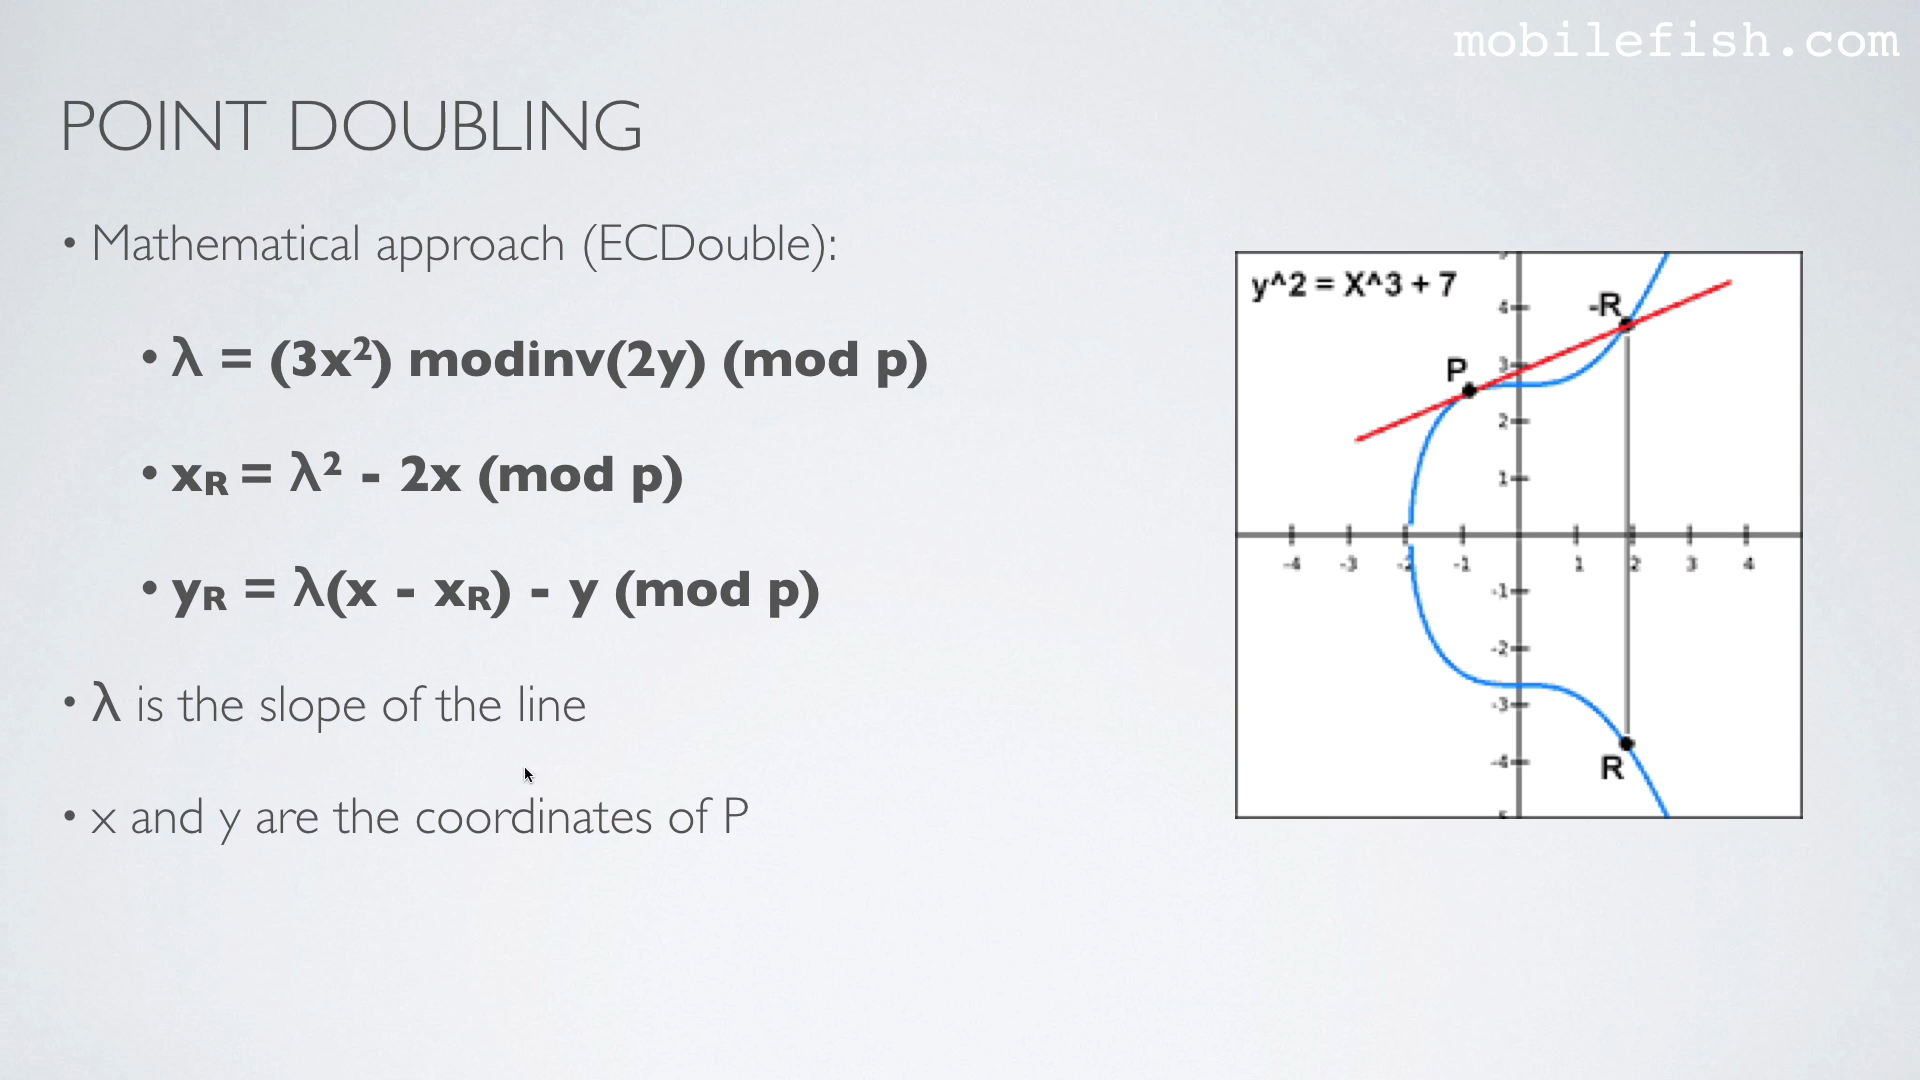 mobilefish.com
POINT DOUBLING
• Mathematical approach (ECDouble):
• λ = (3x²) modinv(2y) (mod p)
• xR = λ² - 2x (mod p)
• yR = λ(x - xR) - y (mod p)
• λ is the slope of the line
• x and y are the coordinates of P
y^2 = X^3 + 7
4
-R
3
P
2
1
-4 -3 -2 -1 1 2 3 4
-1
-2
-3
-4
R